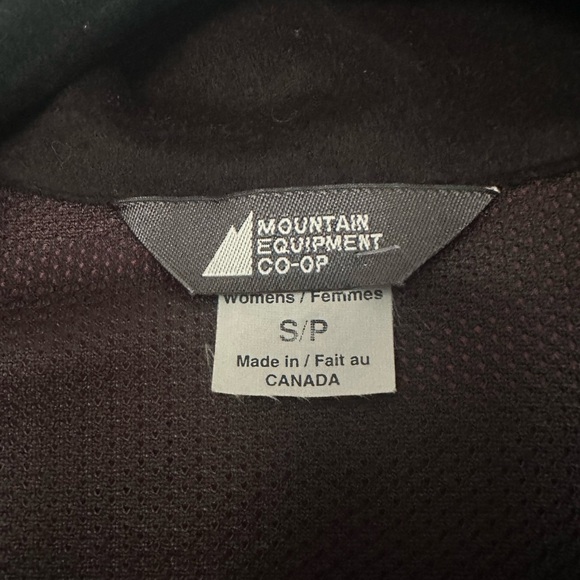 MOUNTAIN
EQUIPMENT
CO-OP
Womens / Femmes
S/P
Made in / Fait au
CANADA